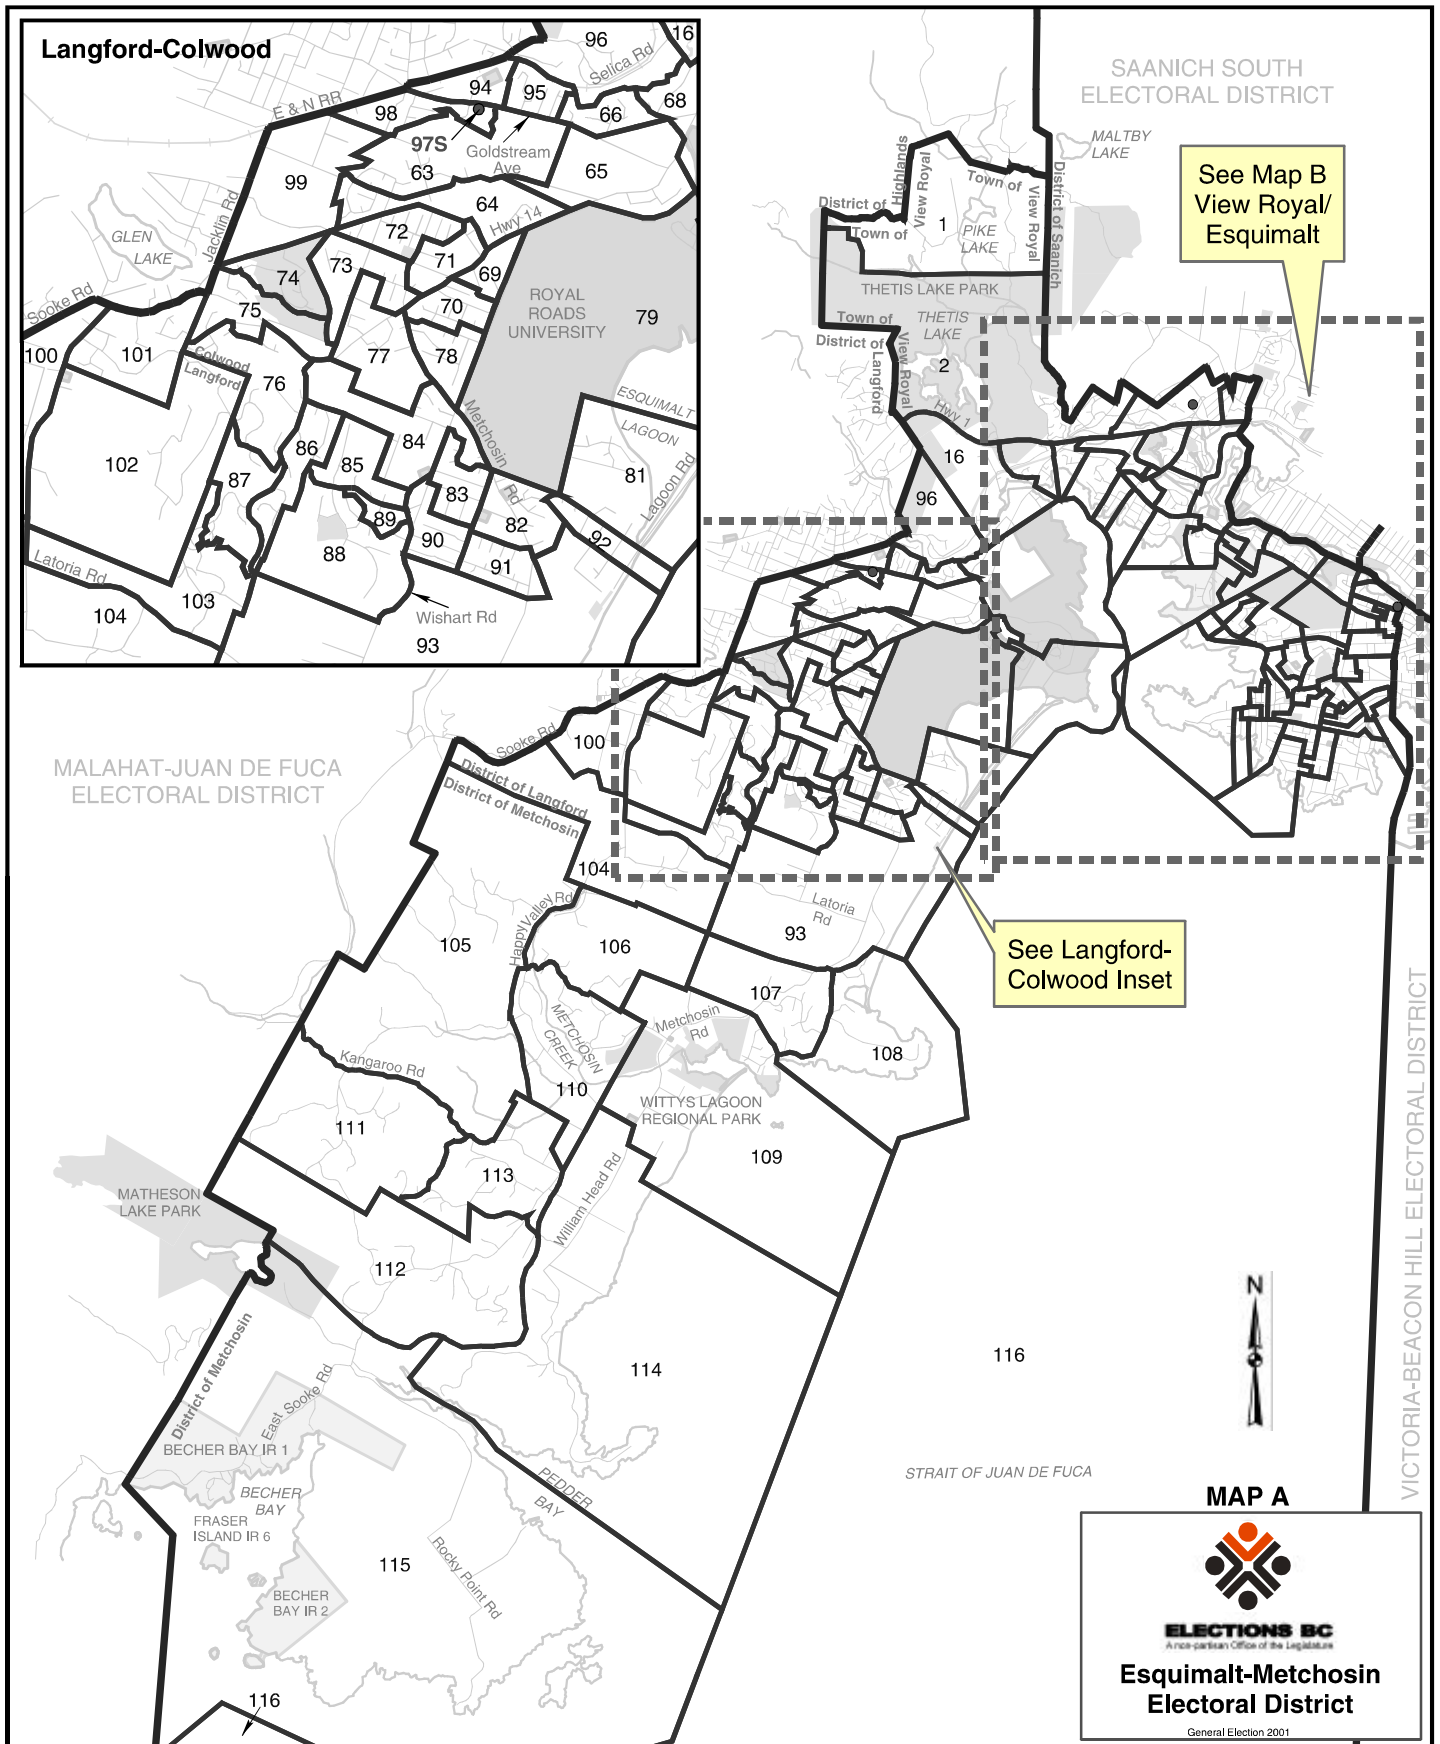 Langford-Colwood
96
16
Selica Rd
94
95
68
E & N RR
98
66
97S
Goldstream
Ave
63
65
99
64
Hwy 14
Jacklin Rd
72
GLEN
LAKE
71
73
74
69
ROYAL
ROADS
UNIVERSITY
79
70
75
Sooke Rd
100
101
Colwood
Langford
78
77
76
ESQUIMALT
LAGOON
Metchosin
Rd
84
86
102
85
87
81
Lagoon Rd
83
89
82
92
90
88
91
Latoria Rd
103
104
Wishart Rd
93
SAANICH SOUTH
ELECTORAL DISTRICT
MALTBY
LAKE
See Map B
View Royal/
Esquimalt
Highlands
View Royal
Town of
District of
Town of
View Royal
District of Saanich
1
PIKE
LAKE
THETIS LAKE PARK
Town of
District of
Langford
View Royal
THETIS
LAKE
2
Hwy 1
16
96
MALAHAT-JUAN DE FUCA
ELECTORAL DISTRICT
Sooke Rd
100
District of Langford
District of Metchosin
104
Happy Valley Rd
Latoria
Rd
93
See Langford-
Colwood Inset
105
106
107
METCHOSIN
CREEK
Metchosin
Rd
108
Kangaroo Rd
110
WITTYS LAGOON
REGIONAL PARK
111
109
113
MATHESON
LAKE PARK
William Head Rd
112
114
116
N
District of Metchosin
East Sooke Rd
BECHER BAY IR 1
BECHER
BAY
FRASER
ISLAND IR 6
PEDDER
BAY
STRAIT OF JUAN DE FUCA
VICTORIA-BEACON HILL ELECTORAL DISTRICT
115
Rocky Point Rd
BECHER
BAY IR 2
116
MAP A
ELECTIONS BC
A non-partisan Office of the Legislature
Esquimalt-Metchosin
Electoral District
General Election 2001